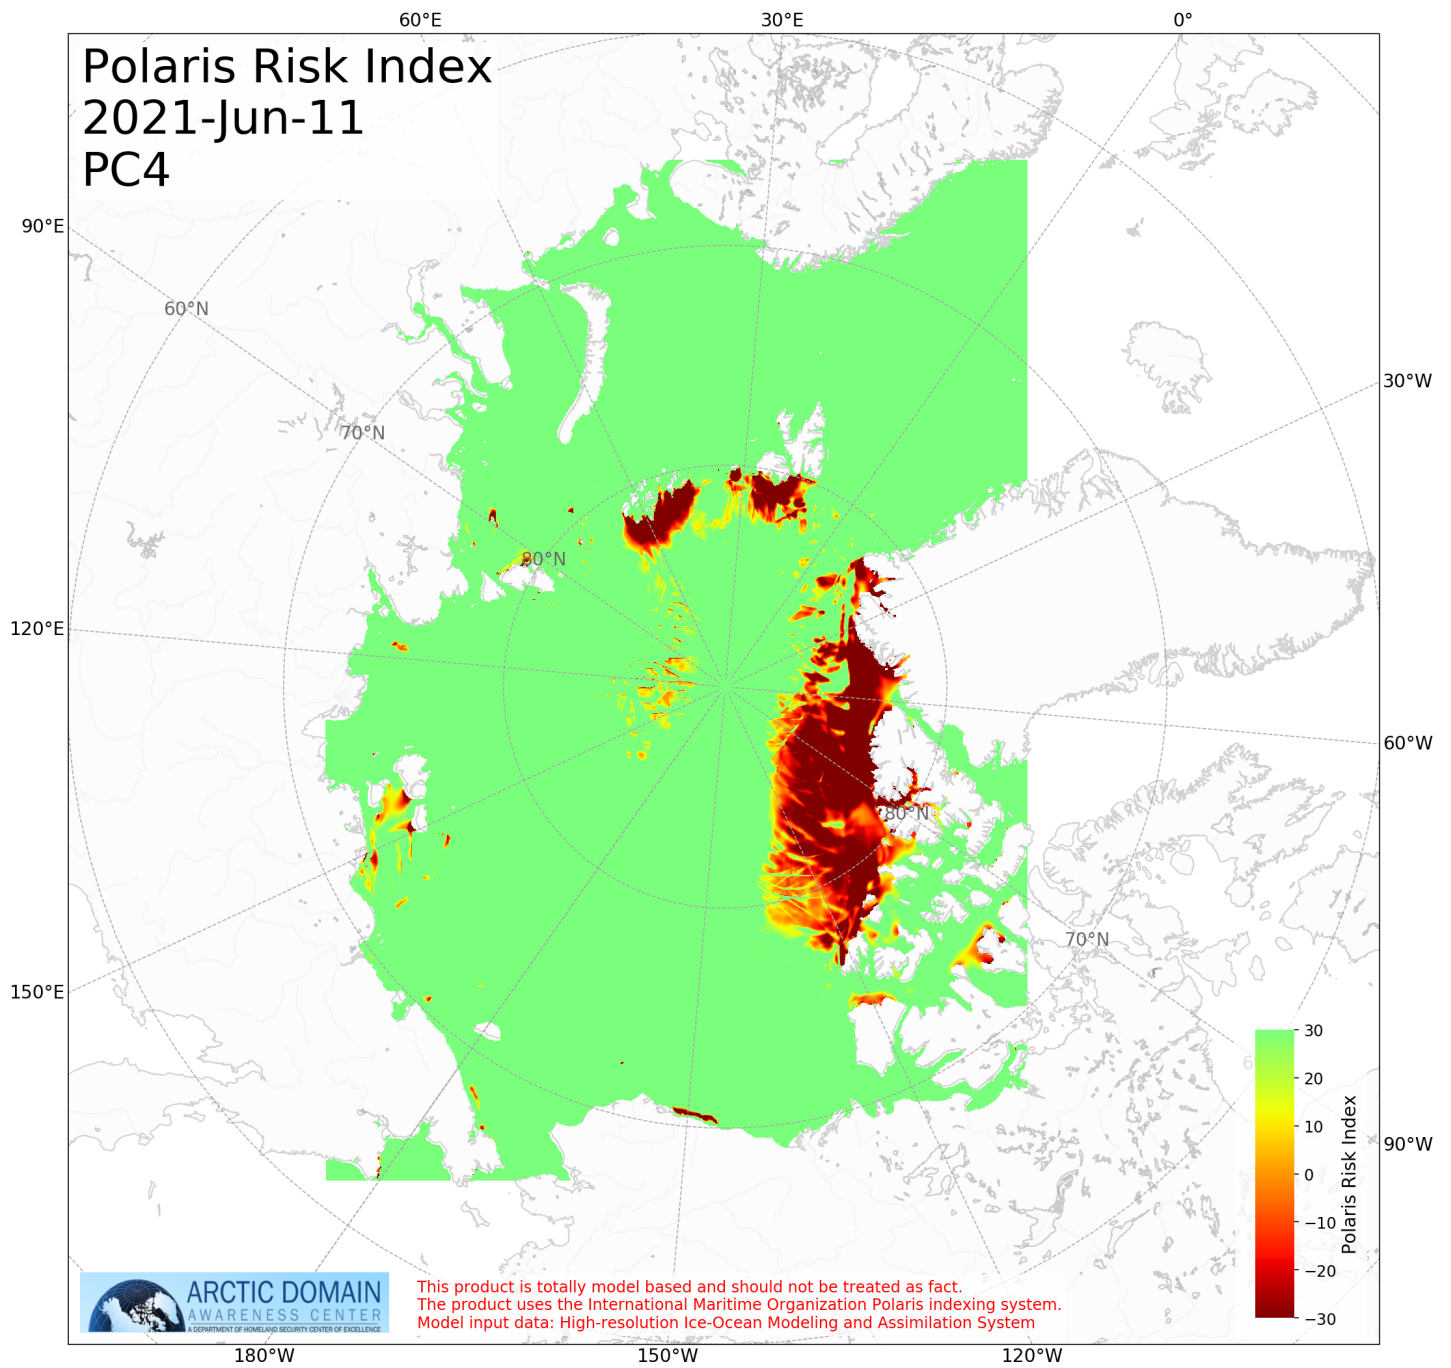 60°E 30°E 0°
Polaris Risk Index
2021-Jun-11
PC4
90°E
60°N
30°W
70°N
80°N
120°E
60°W
80°N
70°N
150°E
30
20
10
0
−10
−20
−30
Polaris Risk Index
90°W
ARCTIC DOMAIN
AWARENESS CENTER
A DEPARTMENT OF HOMELAND SECURITY CENTER OF EXCELLENCE
This product is totally model based and should not be treated as fact.
The product uses the International Maritime Organization Polaris indexing system.
Model input data: High-resolution Ice-Ocean Modeling and Assimilation System
180°W 150°W 120°W